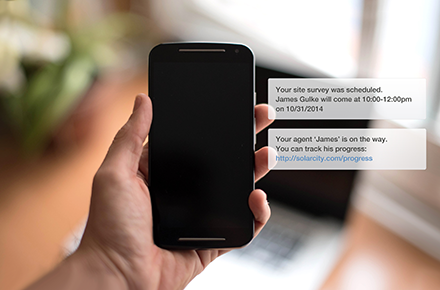 Your site survey was scheduled.
James Gulke will come at 10:00-12:00pm
on 10/31/2014
Your agent 'James' is on the way.
You can track his progress:
http://solarcity.com/progress